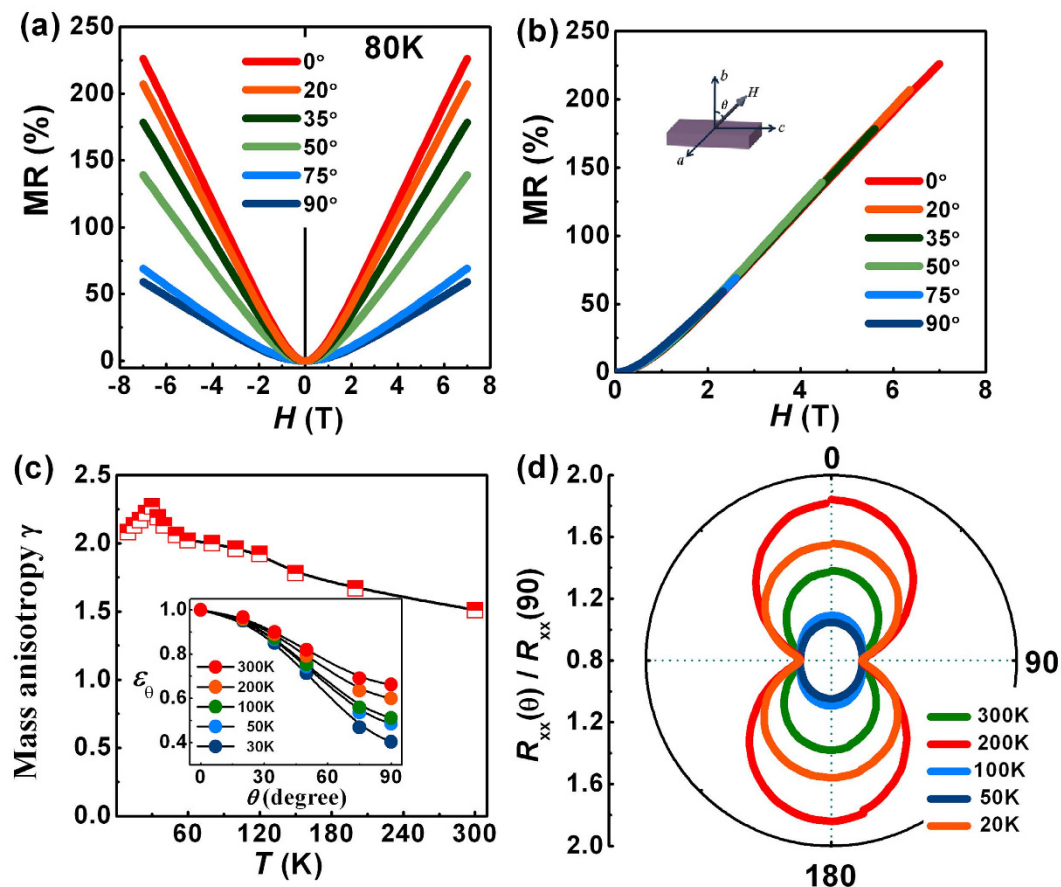 (a)
80K
MR (%)
250
200
150
100
50
0
-8 -6 -4 -2 0 2 4 6 8
H (T)
0°
20°
35°
50°
75°
90°
(b)
MR (%)
250
200
150
100
50
0
0 2 4 6 8
H (T)
b
H
θ
c
a
0°
20°
35°
50°
75°
90°
(c)
Mass anisotropy γ
2.5
2.0
1.5
1.0
0.5
0.0
60 120 180 240 300
T (K)
εθ
1.0
0.8
0.6
0.4
0 30 60 90
θ (degree)
300K
200K
100K
50K
30K
(d)
Rxx(θ) / Rxx(90)
2.0
1.6
1.2
0.8
1.2
1.6
2.0
0
90
180
300K
200K
100K
50K
20K